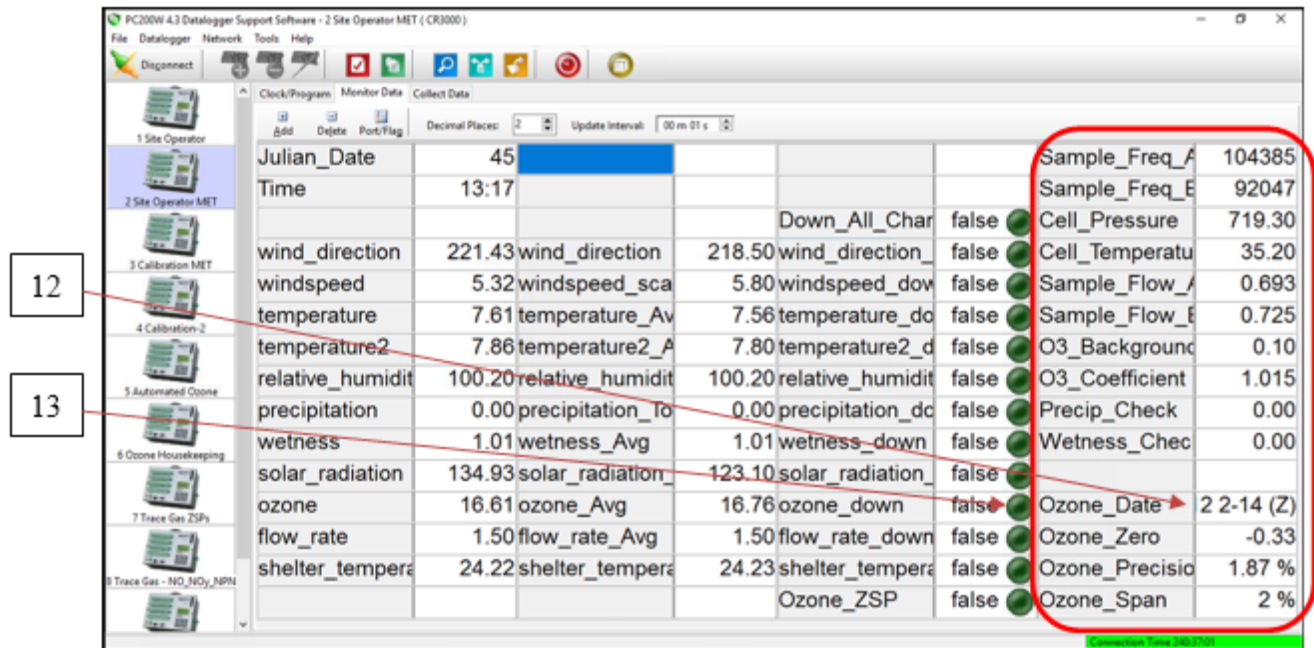 PC200W 4.3 Datalogger Support Software - 2 Site Operator MET ( CR3000 )
File Datalogger Network Tools Help
Disconnect
Clock/Program Monitor Data Collect Data
Add Delete Port/Flag Decimal Places: 2 Update Interval: 00 m 01 s
1 Site Operator
2 Site Operator MET
3 Calibration MET
4 Calibration-2
5 Automated Ozone
6 Ozone Housekeeping
7 Trace Gas ZSPs
8 Trace Gas - NO_NOy_NPN
Julian_Date 45 Sample_Freq_A 104385
Time 13:17 Sample_Freq_B 92047
Down_All_Char false Cell_Pressure 719.30
wind_direction 221.43 wind_direction 218.50 wind_direction_ false Cell_Temperatu 35.20
windspeed 5.32 windspeed_sca 5.80 windspeed_dow false Sample_Flow_A 0.693
temperature 7.61 temperature_Av 7.56 temperature_do false Sample_Flow_B 0.725
temperature2 7.86 temperature2_A 7.80 temperature2_d false O3_Background 0.10
relative_humidit 100.20 relative_humidit 100.20 relative_humidit false O3_Coefficient 1.015
precipitation 0.00 precipitation_To 0.00 precipitation_do false Precip_Check 0.00
wetness 1.01 wetness_Avg 1.01 wetness_down false Wetness_Chec 0.00
solar_radiation 134.93 solar_radiation_ 123.10 solar_radiation_ false
ozone 16.61 ozone_Avg 16.76 ozone_down false Ozone_Date 2 2-14 (Z)
flow_rate 1.50 flow_rate_Avg 1.50 flow_rate_down false Ozone_Zero -0.33
shelter_tempera 24.22 shelter_tempera 24.23 shelter_tempera false Ozone_Precisio 1.87 %
Ozone_ZSP false Ozone_Span 2 %
Connection Time 240:37:01
12
13